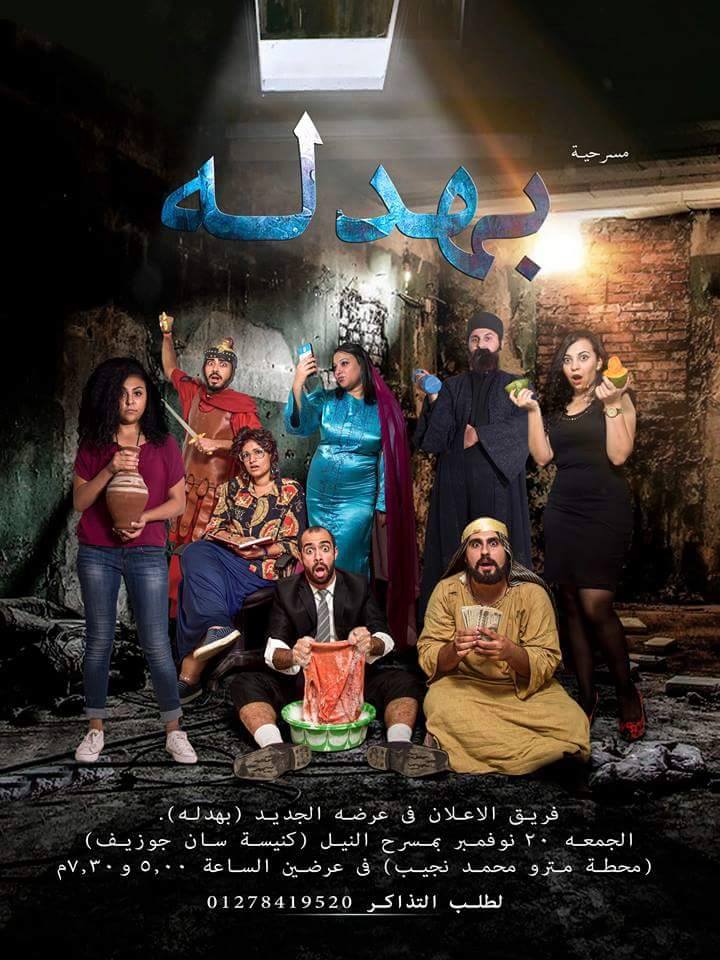 مسرحية
بهدله
فريق الاعلان فى عرضه الجديد (بهدله).
الجمعه ٢٠ نوفمبر بمسرح النيل (كنيسة سان جوزيف)
(محطة مترو محمد نجيب) فى عرضين الساعة ٥,٠٠ و ٧,٣٠م
لطلب التذاكر 01278419520